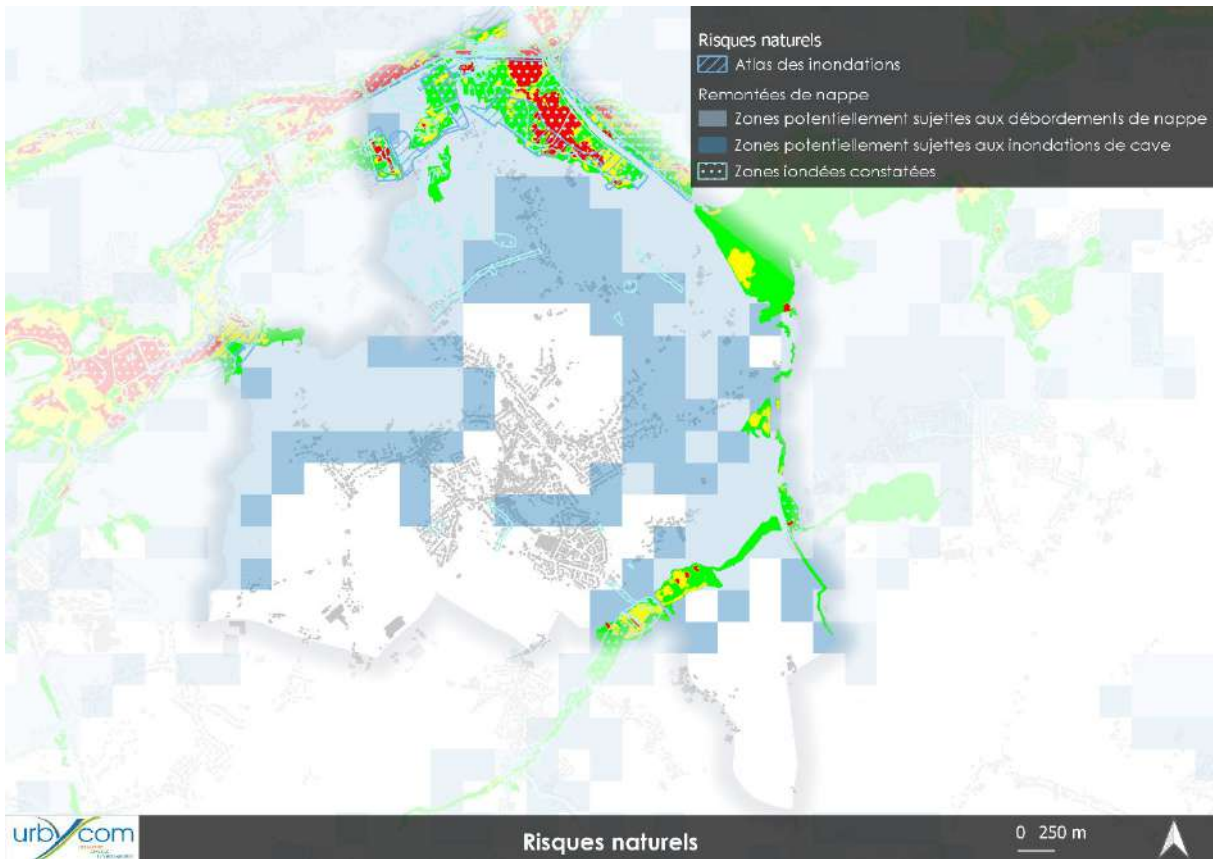 Risques naturels
Atlas des inondations
Remontées de nappe
Zones potentiellement sujettes aux débordements de nappe
Zones potentiellement sujettes aux inondations de cave
Zones iondées constatées
urbycom
Risques naturels
0 250 m